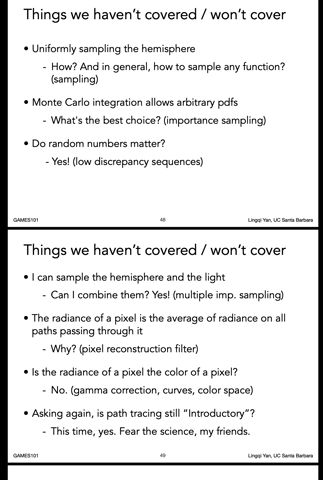 Things we haven't covered / won't cover
• Uniformly sampling the hemisphere
- How? And in general, how to sample any function?
(sampling)
• Monte Carlo integration allows arbitrary pdfs
- What's the best choice? (importance sampling)
• Do random numbers matter?
- Yes! (low discrepancy sequences)
GAMES101
48
Lingqi Yan, UC Santa Barbara
Things we haven't covered / won't cover
• I can sample the hemisphere and the light
- Can I combine them? Yes! (multiple imp. sampling)
• The radiance of a pixel is the average of radiance on all
paths passing through it
- Why? (pixel reconstruction filter)
• Is the radiance of a pixel the color of a pixel?
- No. (gamma correction, curves, color space)
• Asking again, is path tracing still "Introductory"?
- This time, yes. Fear the science, my friends.
GAMES101
49
Lingqi Yan, UC Santa Barbara